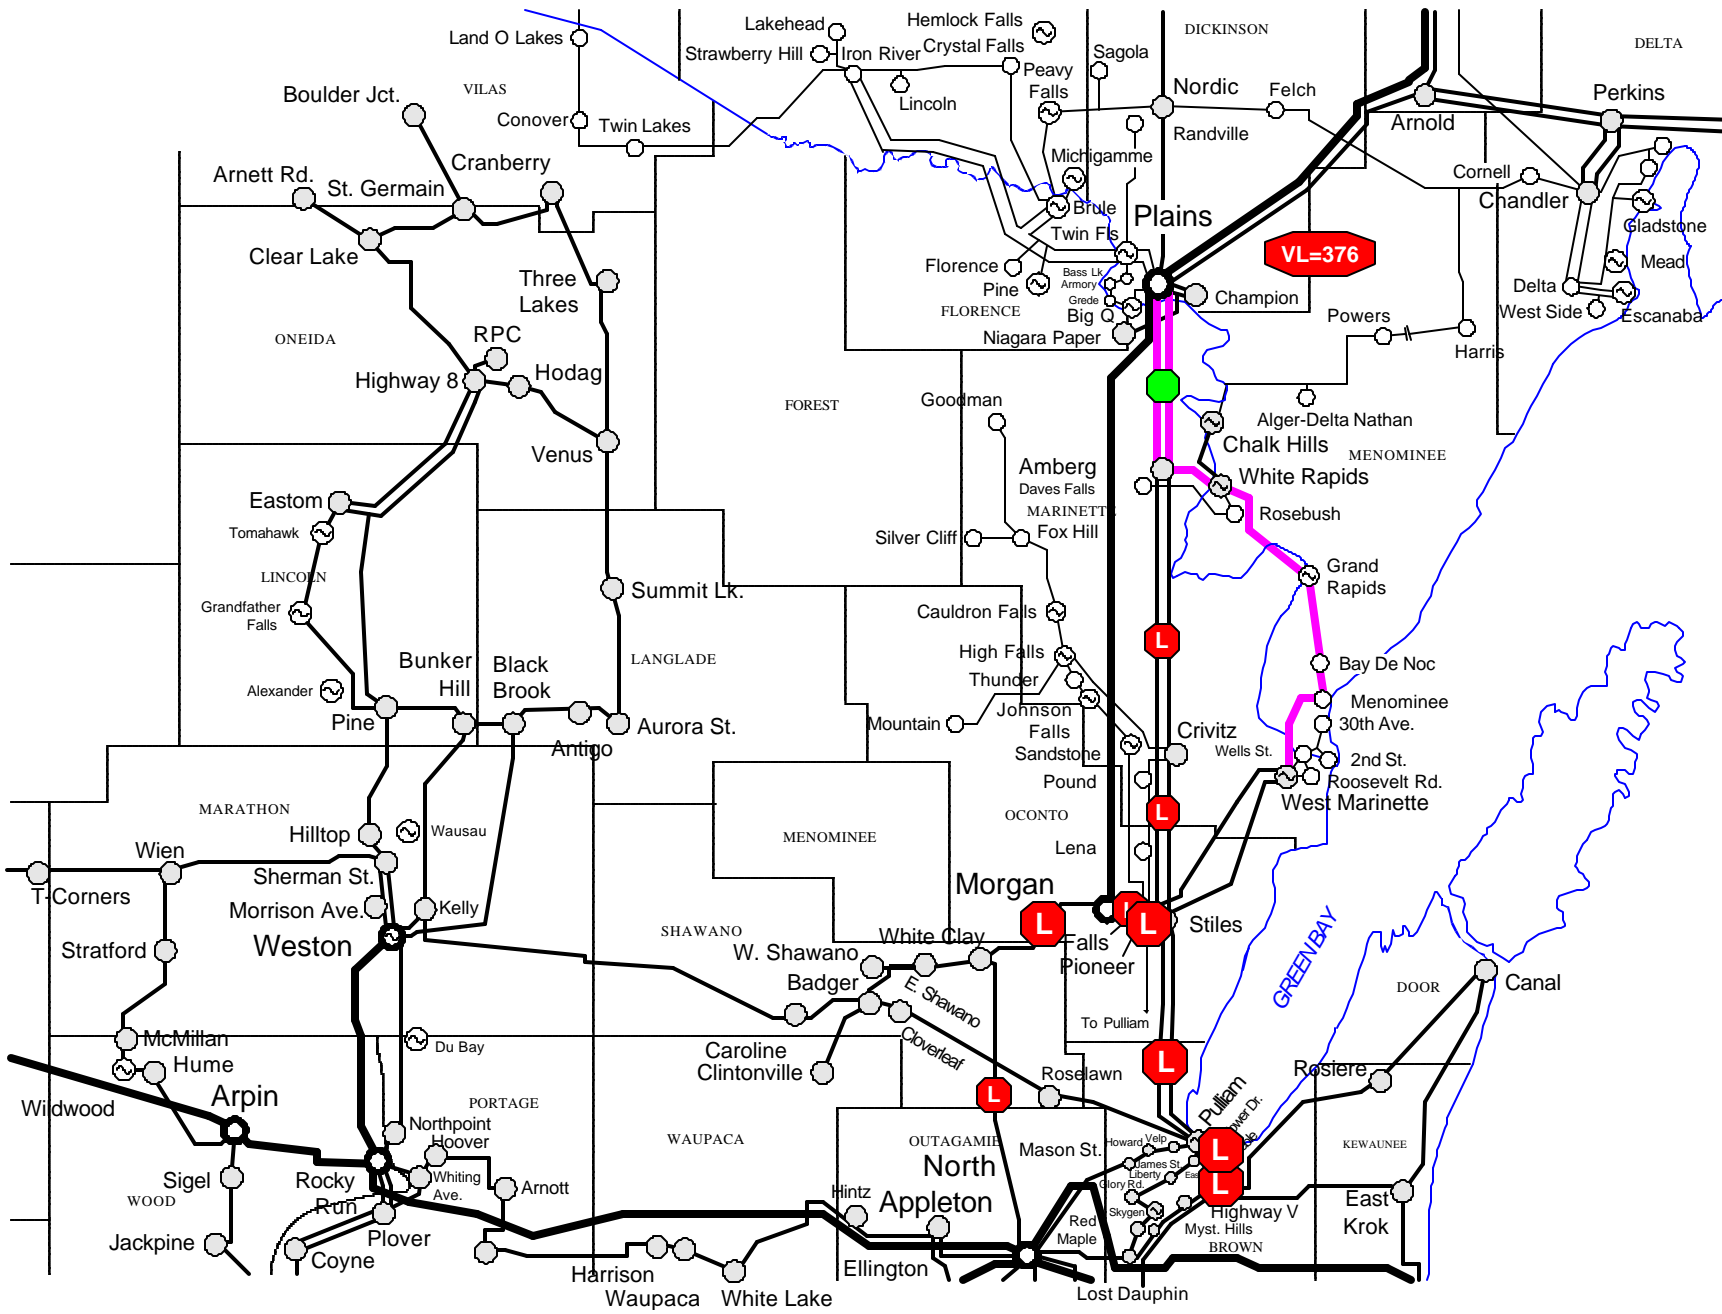 Lakehead
Hemlock Falls
DICKINSON
Land O Lakes
Strawberry Hill
Iron River
Crystal Falls
Sagola
DELTA
Peavy
Falls
Nordic
Felch
Perkins
VILAS
Boulder Jct.
Lincoln
Conover
Twin Lakes
Randville
Arnold
Cranberry
Michigamme
Arnett Rd.
St. Germain
Cornell
Chandler
Brule
Plains
Twin Fls
Gladstone
Clear Lake
VL=376
Three
Lakes
Florence
Bass Lk.
Armory
Mead
Pine
Grede
Champion
Delta
FLORENCE
Big Q
West Side
Escanaba
ONEIDA
RPC
Niagara Paper
Powers
Harris
Highway 8
Hodag
Goodman
FOREST
Alger-Delta Nathan
Chalk Hills
Venus
MENOMINEE
Amberg
White Rapids
Eastom
Daves Falls
MARINETTE
Rosebush
Tomahawk
Silver Cliff
Fox Hill
LINCOLN
Grand
Rapids
Summit Lk.
Grandfather
Falls
Cauldron Falls
L
Bunker
Hill
Black
Brook
LANGLADE
High Falls
Bay De Noc
Thunder
Alexander
Pine
Johnson
Falls
Menominee
Mountain
30th Ave.
Aurora St.
Antigo
Crivitz
Sandstone
Wells St.
2nd St.
Pound
Roosevelt Rd.
West Marinette
MARATHON
OCONTO
L
Hilltop
Wausau
MENOMINEE
Wien
Lena
Sherman St.
T-Corners
Morgan
Morrison Ave.
Kelly
L
L
L
Stiles
Weston
SHAWANO
White Clay
Falls
Stratford
W. Shawano
Pioneer
GREEN BAY
Badger
E. Shawano
DOOR
Canal
To Pulliam
McMillan
Du Bay
Cloverleaf
Hume
Caroline
Clintonville
L
Roselawn
Rosiere
Arpin
L
Wildwood
PORTAGE
Pulliam
Northpoint
Hoover
WAUPACA
OUTAGAMIE
Mason St.
Howard
Velp
L
KEWAUNEE
North
Appleton
James St.
Liberty
Sigel
Rocky
Run
Whiting
Ave.
Arnott
Glory Rd.
L
East
Krok
WOOD
Hintz
Skygen
Highway V
Red
Maple
Myst. Hills
Jackpine
Plover
BROWN
Coyne
Harrison
Ellington
Waupaca
White Lake
Lost Dauphin